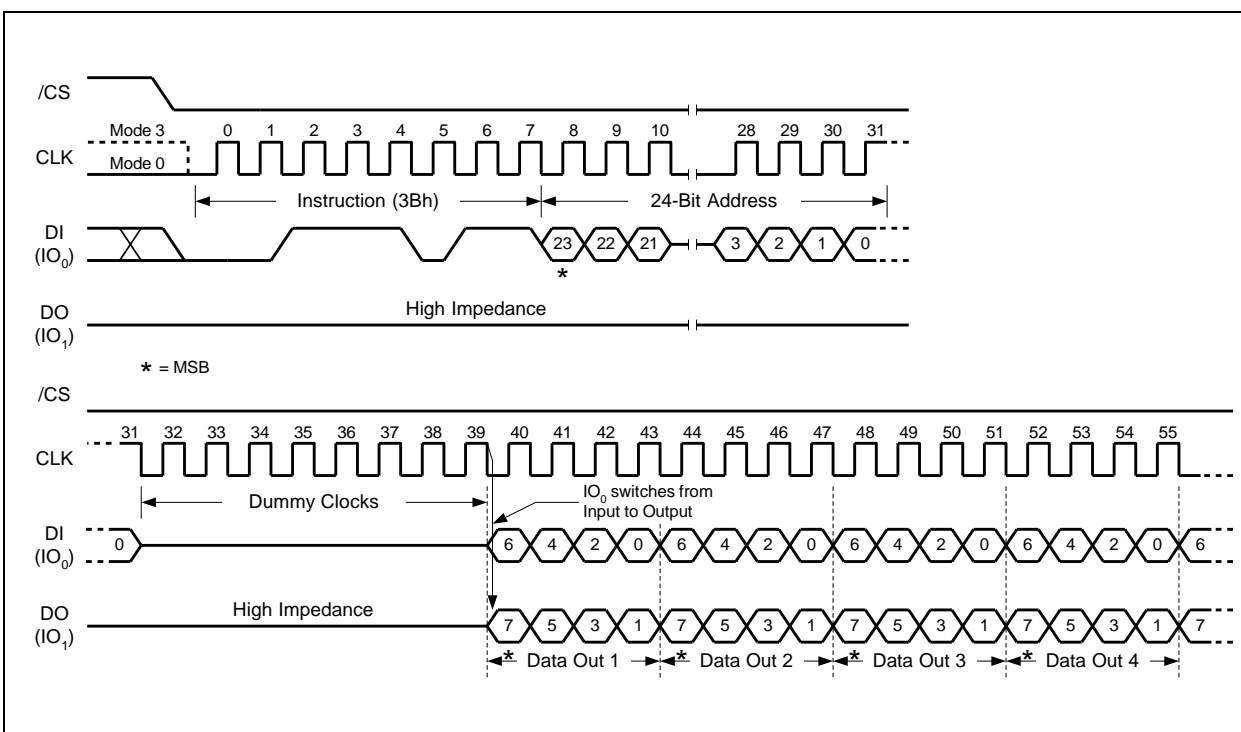 /CS
Mode 3 0 1 2 3 4 5 6 7 8 9 10 28 29 30 31
CLK Mode 0
Instruction (3Bh) 24-Bit Address
DI
(IO0) 23 22 21 3 2 1 0
*
DO High Impedance
(IO1)
* = MSB
/CS
31 32 33 34 35 36 37 38 39 40 41 42 43 44 45 46 47 48 49 50 51 52 53 54 55
CLK
Dummy Clocks
IO0 switches from
Input to Output
DI
(IO0) 0 6 4 2 0 6 4 2 0 6 4 2 0 6 4 2 0 6
DO High Impedance
(IO1) 7 5 3 1 7 5 3 1 7 5 3 1 7 5 3 1 7
* Data Out 1 * Data Out 2 * Data Out 3 * Data Out 4